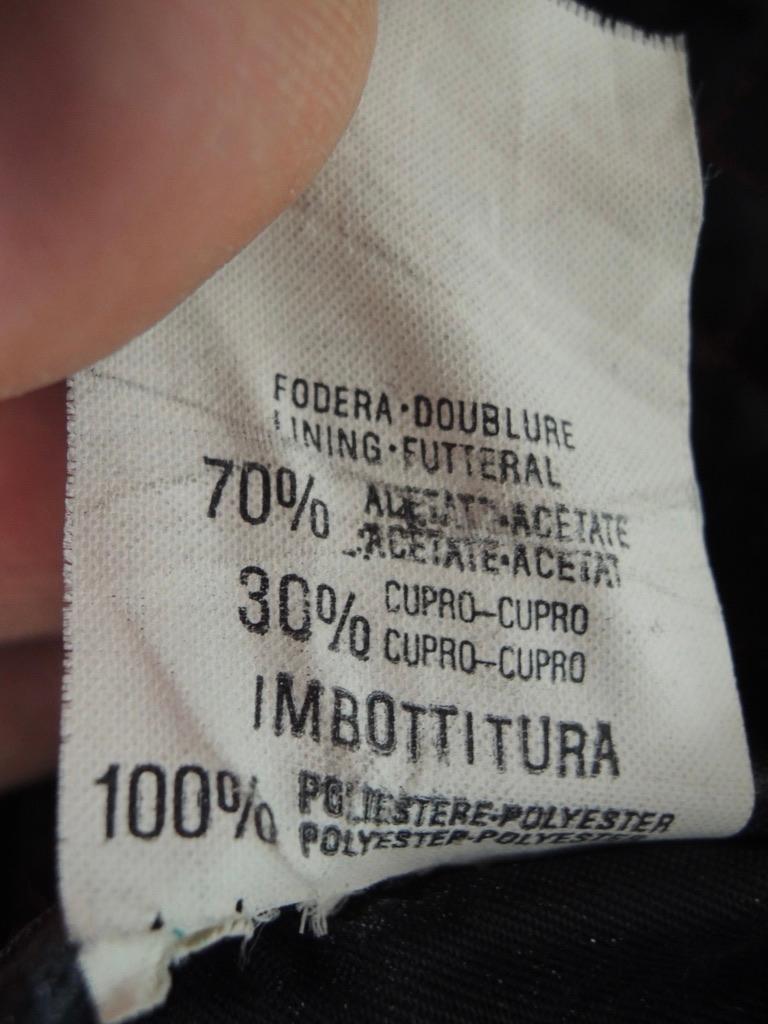 FODERA·DOUBLURE
LINING·FUTTERAL
70% ACETATO·ACETATE
ACETATE·ACETAT
30% CUPRO-CUPRO
CUPRO-CUPRO
IMBOTTITURA
100% POLIESTERE-POLYESTER
POLYESTER-POLYESTER